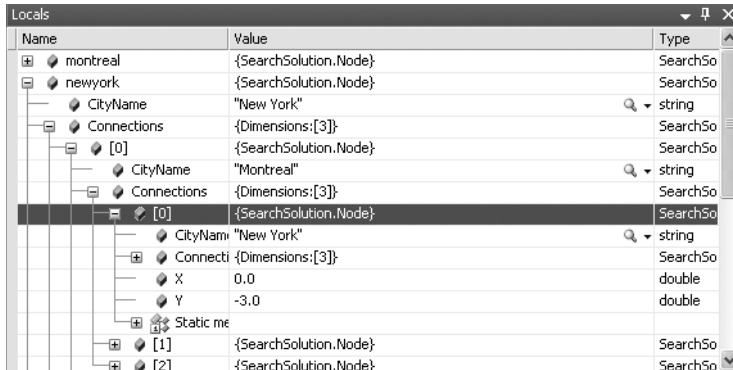 Locals
Name Value Type
montreal {SearchSolution.Node} SearchSo
newyork {SearchSolution.Node} SearchSo
CityName "New York" string
Connections {Dimensions:[3]} SearchSo
[0] {SearchSolution.Node} SearchSo
CityName "Montreal" string
Connections {Dimensions:[3]} SearchSo
[0] {SearchSolution.Node} SearchSo
CityName "New York" string
Connecti {Dimensions:[3]} SearchSo
X 0.0 double
Y -3.0 double
Static me
[1] {SearchSolution.Node} SearchSo
[2] {SearchSolution.Node} SearchSo